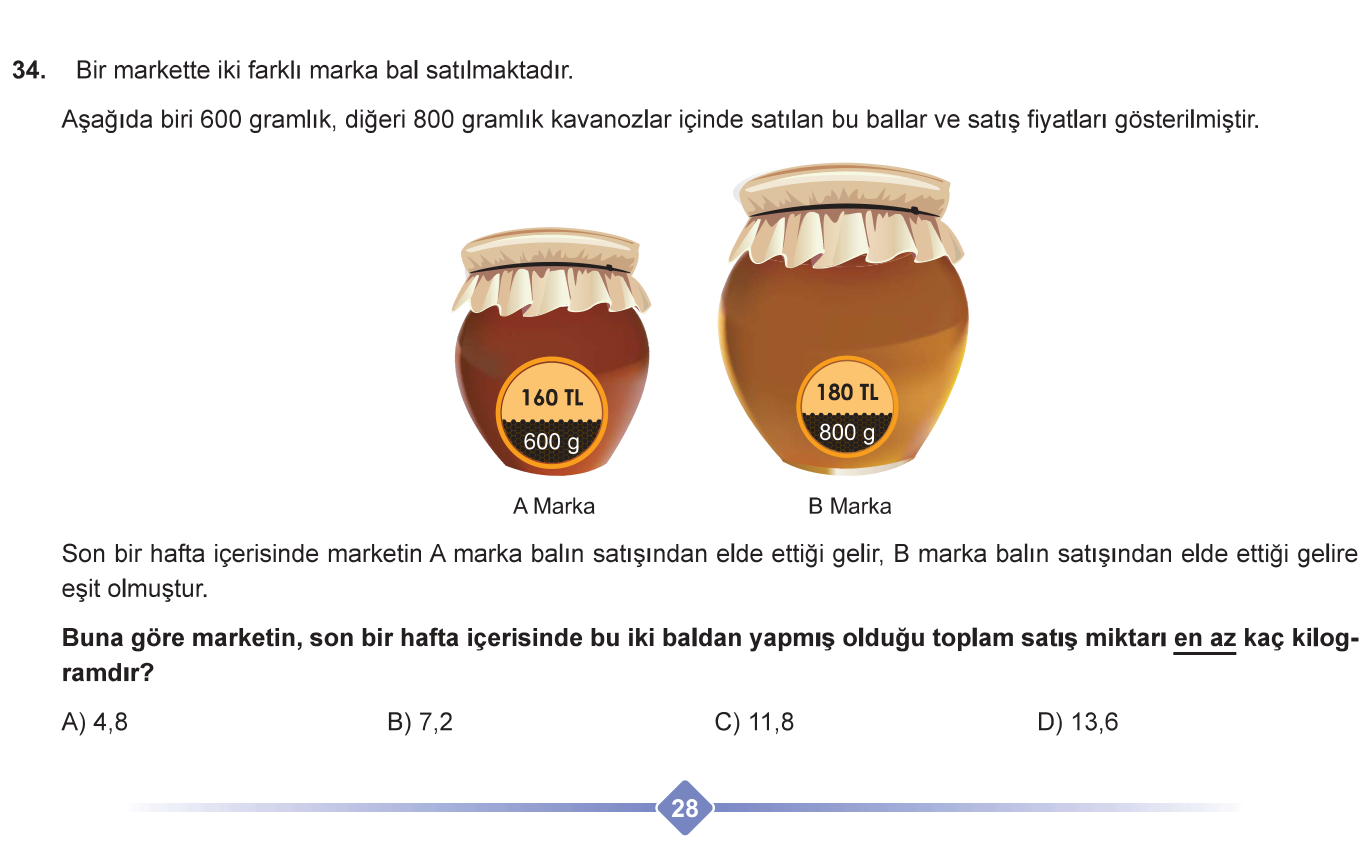 34. Bir markette iki farklı marka bal satılmaktadır.
Aşağıda biri 600 gramlık, diğeri 800 gramlık kavanozlar içinde satılan bu ballar ve satış fiyatları gösterilmiştir.
160 TL
600 g
180 TL
800 g
A Marka
B Marka
Son bir hafta içerisinde marketin A marka balın satışından elde ettiği gelir, B marka balın satışından elde ettiği gelire
eşit olmuştur.
Buna göre marketin, son bir hafta içerisinde bu iki baldan yapmış olduğu toplam satış miktarı en az kaç kilog-
ramdır?
A) 4,8 B) 7,2 C) 11,8 D) 13,6
28